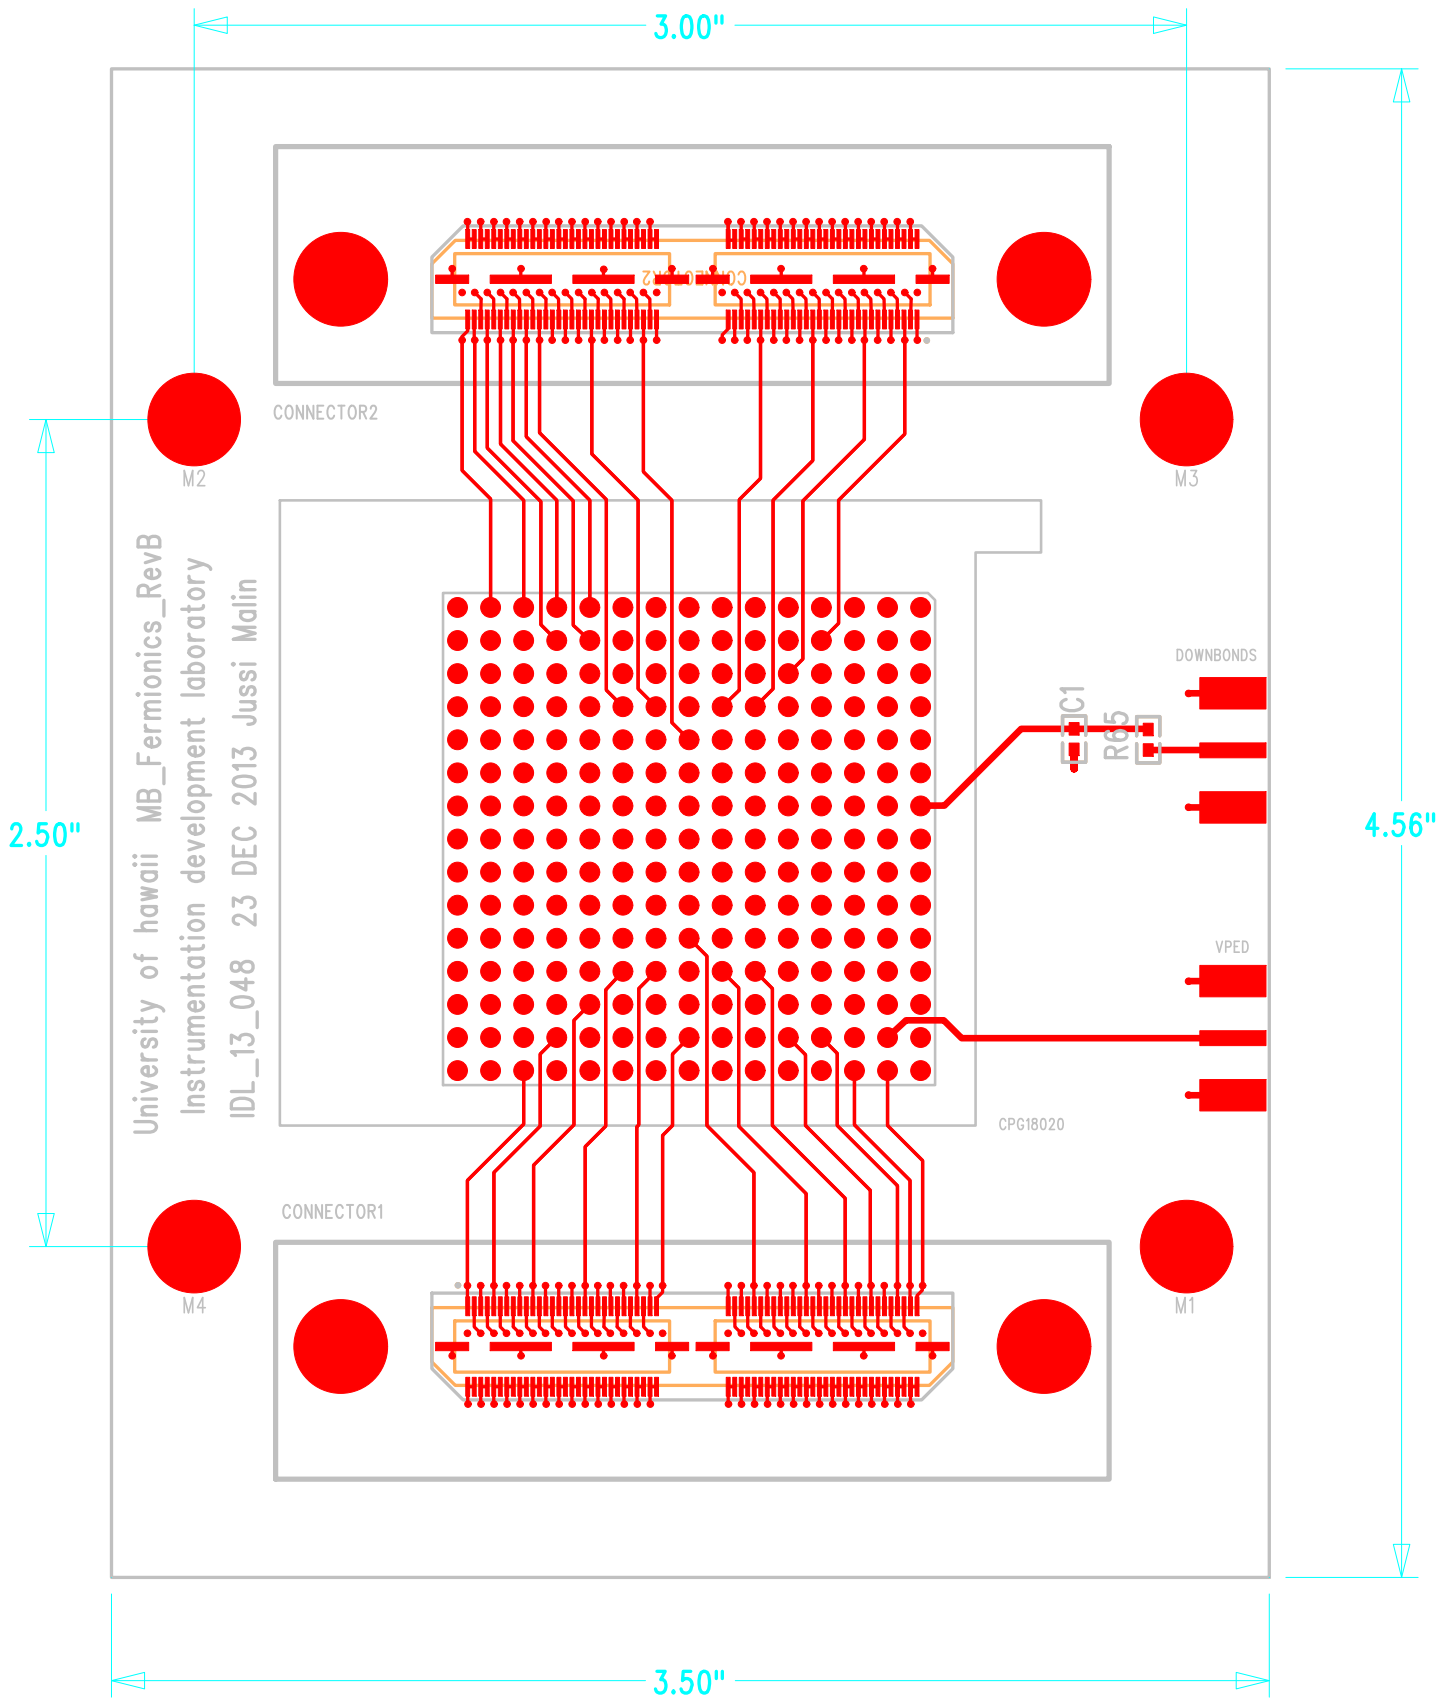 3.00"
CONNECTOR2
CONNECTOR2
M2
M3
University of hawaii MB_Fermionics_RevB
Instrumentation development laboratory
IDL_13_048 23 DEC 2013 Jussi Malin
DOWNBONDS
C1
R65
2.50"
4.56"
VPED
CPG18020
CONNECTOR1
M4
M1
3.50"